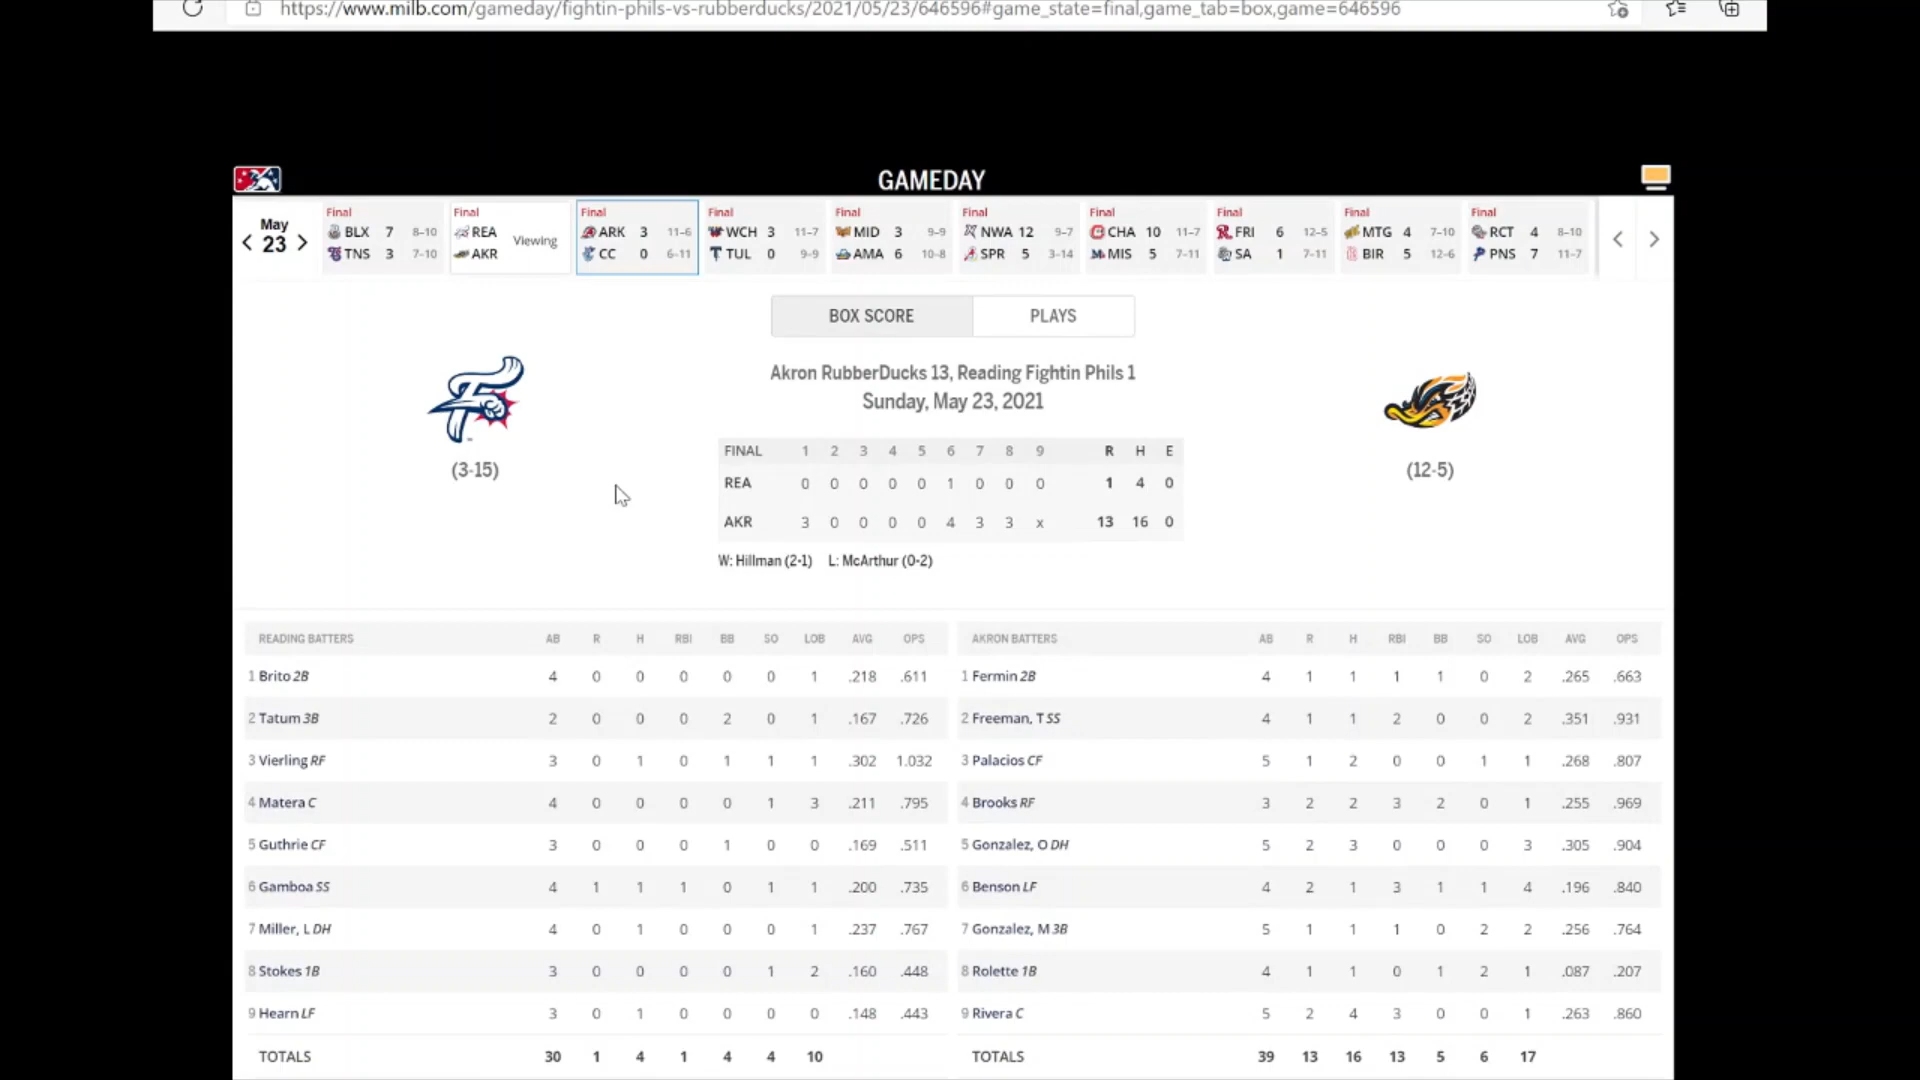 https://www.milb.com/gameday/fightin-phils-vs-rubberducks/2021/05/23/646596#game_state=final,game_tab=box,game=646596
GAMEDAY
May 23
Final BLX 7 8-10 TNS 3 7-10
Final REA AKR Viewing
Final ARK 3 11-6 CC 0 6-11
Final WCH 3 11-7 TUL 0 9-9
Final MID 3 9-9 AMA 6 10-8
Final NWA 12 9-7 SPR 5 3-14
Final CHA 10 11-7 MIS 5 7-11
Final FRI 6 12-5 SA 1 7-11
Final MTG 4 7-10 BIR 5 12-6
Final RCT 4 8-10 PNS 7 11-7
BOX SCORE PLAYS
Akron RubberDucks 13, Reading Fightin Phils 1
Sunday, May 23, 2021
(3-15)
(12-5)
FINAL 1 2 3 4 5 6 7 8 9 R H E
REA 0 0 0 0 0 1 0 0 0 1 4 0
AKR 3 0 0 0 0 4 3 3 x 13 16 0
W: Hillman (2-1) L: McArthur (0-2)
READING BATTERS AB R H RBI BB SO LOB AVG OPS
1 Brito 2B 4 0 0 0 0 0 1 .218 .611
2 Tatum 3B 2 0 0 0 2 0 1 .167 .726
3 Vierling RF 3 0 1 0 1 1 1 .302 1.032
4 Matera C 4 0 0 0 0 1 3 .211 .795
5 Guthrie CF 3 0 0 0 1 0 0 .169 .511
6 Gamboa SS 4 1 1 1 0 1 1 .200 .735
7 Miller, L DH 4 0 1 0 0 0 1 .237 .767
8 Stokes 1B 3 0 0 0 0 1 2 .160 .448
9 Hearn LF 3 0 1 0 0 0 0 .148 .443
TOTALS 30 1 4 1 4 4 10
AKRON BATTERS AB R H RBI BB SO LOB AVG OPS
1 Fermin 2B 4 1 1 1 1 0 2 .265 .663
2 Freeman, T SS 4 1 1 2 0 0 2 .351 .931
3 Palacios CF 5 1 2 0 0 1 1 .268 .807
4 Brooks RF 3 2 2 3 2 0 1 .255 .969
5 Gonzalez, O DH 5 2 3 0 0 0 3 .305 .904
6 Benson LF 4 2 1 3 1 1 4 .196 .840
7 Gonzalez, M 3B 5 1 1 1 0 2 2 .256 .764
8 Rolette 1B 4 1 1 0 1 2 1 .087 .207
9 Rivera C 5 2 4 3 0 0 1 .263 .860
TOTALS 39 13 16 13 5 6 17